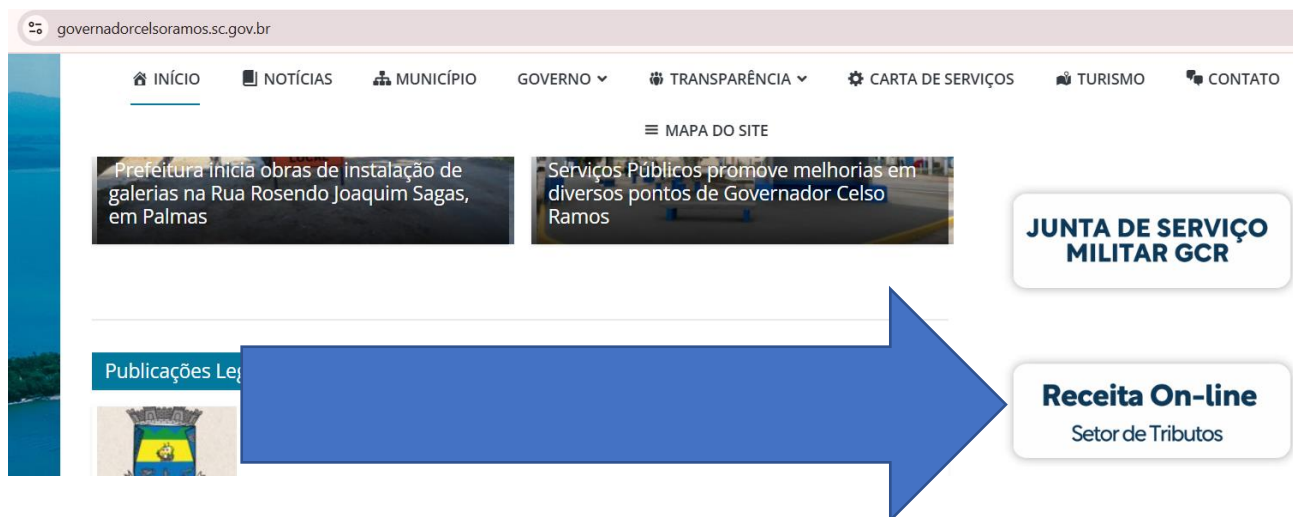 governadorcelsoramos.sc.gov.br
INÍCIO NOTÍCIAS MUNICÍPIO GOVERNO TRANSPARÊNCIA CARTA DE SERVIÇOS TURISMO CONTATO
MAPA DO SITE
Prefeitura inicia obras de instalação de
galerias na Rua Rosendo Joaquim Sagas,
em Palmas
Serviços Públicos promove melhorias em
diversos pontos de Governador Celso
Ramos
JUNTA DE SERVIÇO
MILITAR GCR
Publicações
Receita On-line
Setor de Tributos